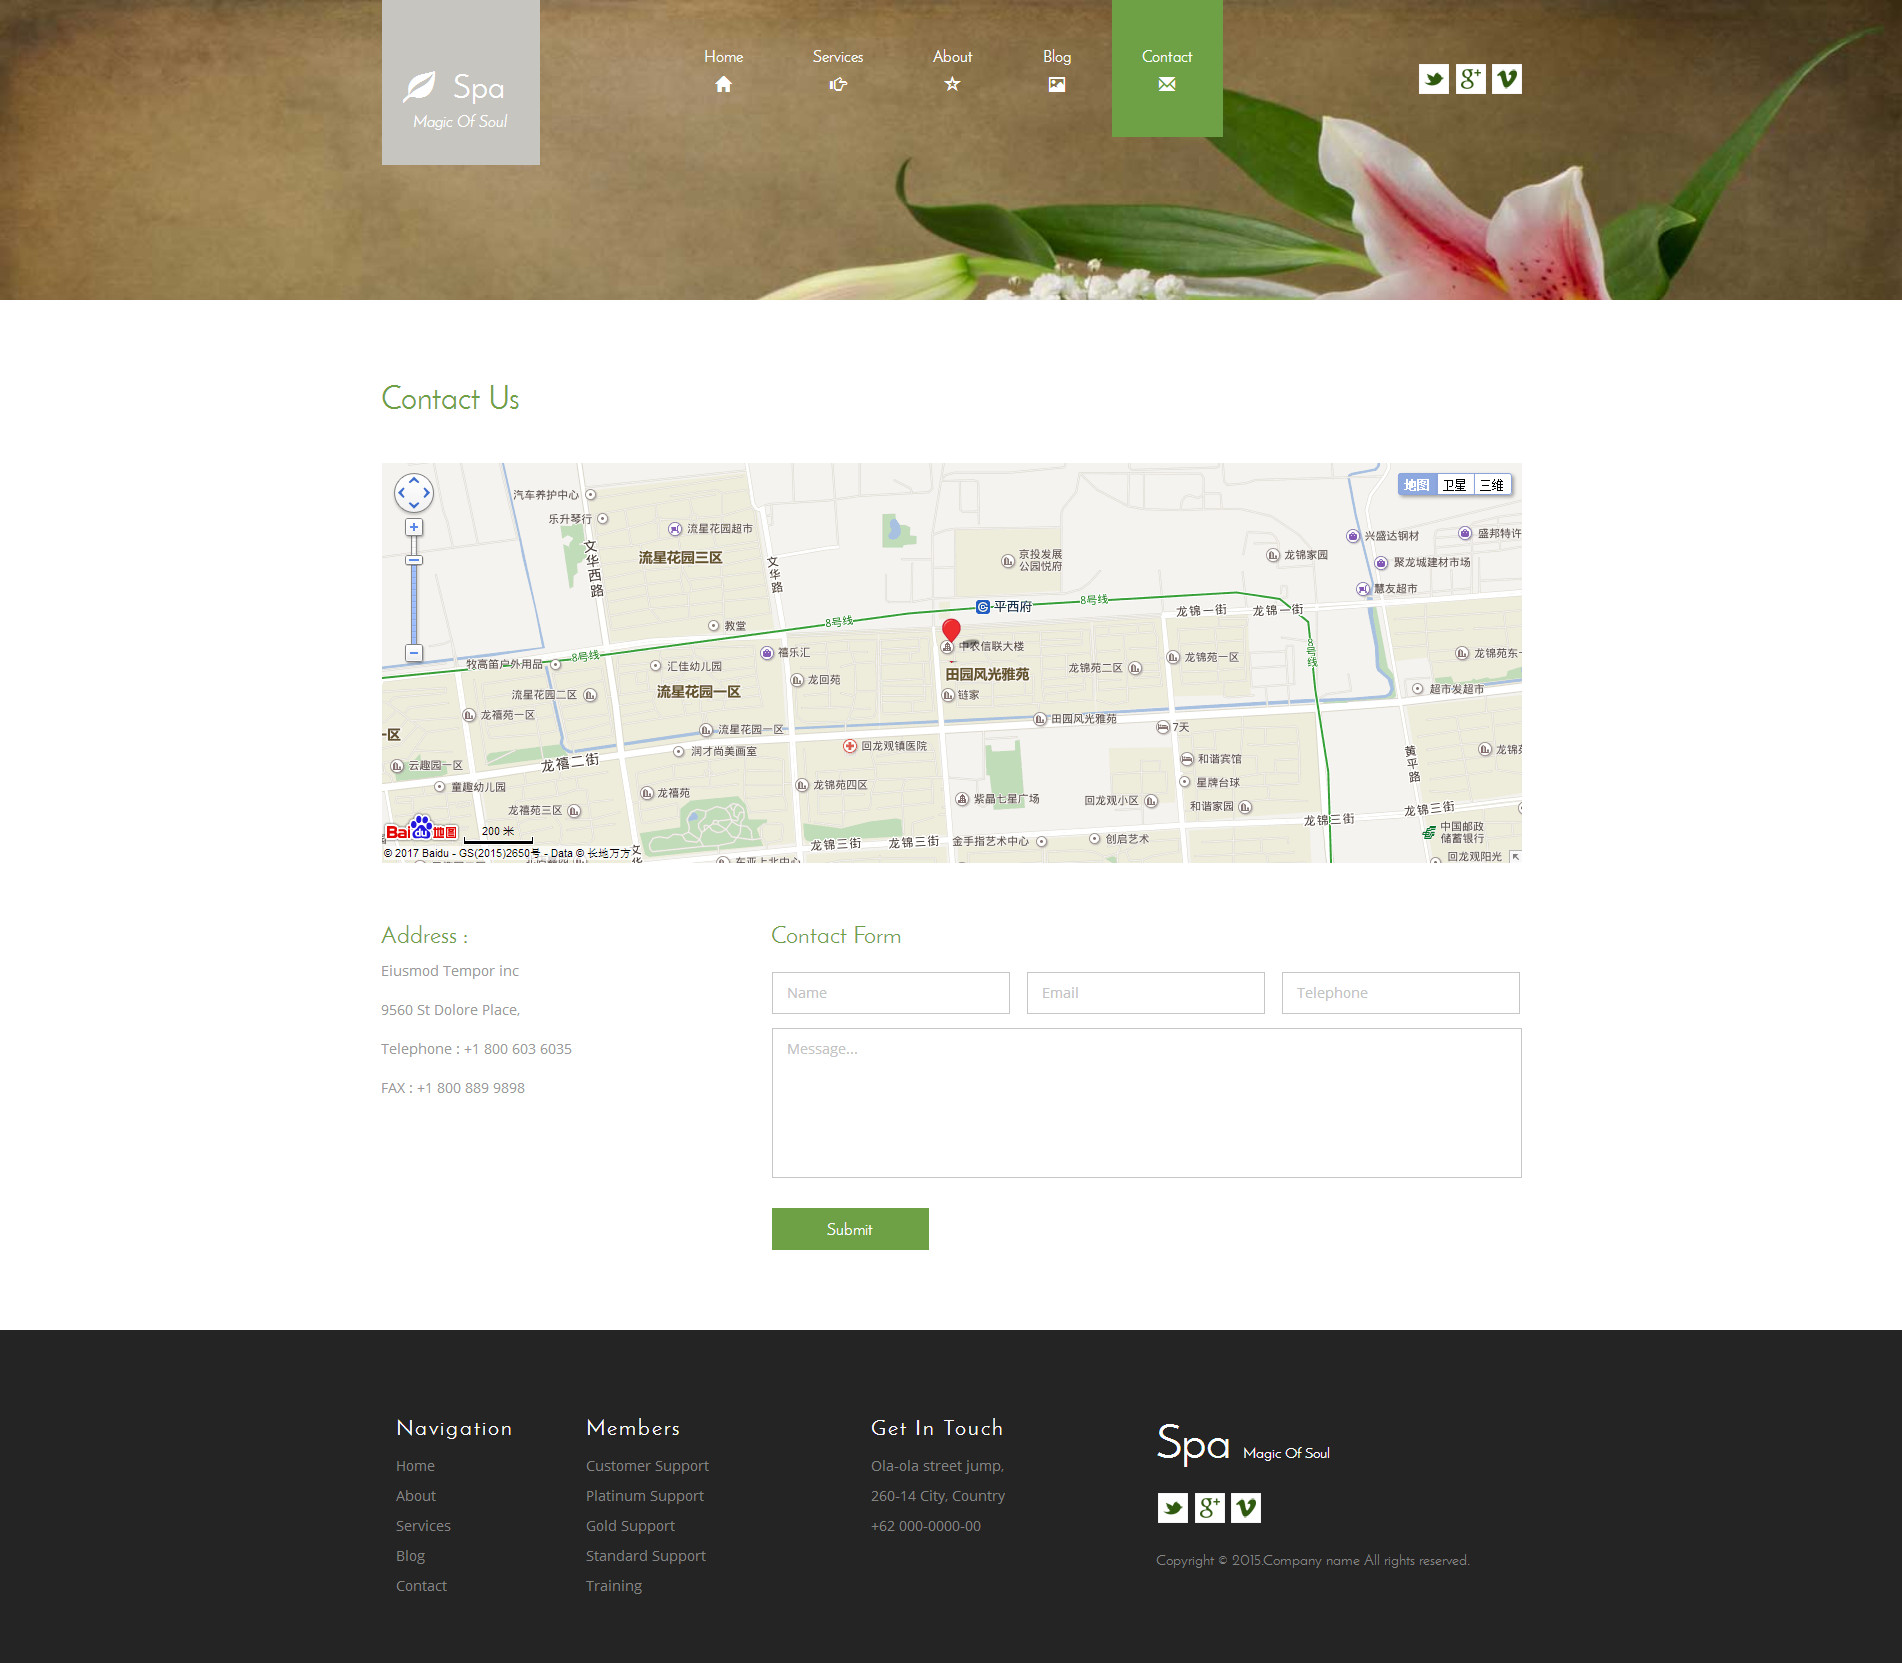 Home
Services
About
Blog
Contact
Spa
Magic Of Soul
g+
Contact Us
地图
卫星
三维
汽车养护中心
乐升琴行
流星花园超市
流星花园三区
文华西路
文华路
京投发展
公园悦府
龙锦家园
兴盛达钢材
盛邦特许
聚龙城建材市场
慧友超市
平西府
8号线
龙锦一街
龙锦一街
教堂
8号线
8号线
8号线
中农信联大楼
禧乐汇
牧高笛户外用品
汇佳幼儿园
龙锦苑二区
龙锦苑一区
龙锦苑东
田园风光雅苑
龙回苑
流星花园二区
流星花园一区
链家
超市发超市
龙禧苑一区
流星花园一区
田园风光雅苑
7天
区
润才尚美画室
回龙观镇医院
黄平路
龙锦
云趣园一区
龙禧二街
和谐宾馆
童趣幼儿园
龙禧苑
龙锦苑四区
紫晶七星广场
回龙观小区
星牌台球
和谐家园
龙禧苑三区
龙锦三街
龙锦三街
中国邮政
储蓄银行
Bai du 地图
200 米
龙锦三街
龙锦三街
金手指艺术中心
创启艺术
回龙观阳光
© 2017 Baidu - GS(2015)2650号 - Data © 长地万方
Address :
Eiusmod Tempor inc
9560 St Dolore Place,
Telephone : +1 800 603 6035
FAX : +1 800 889 9898
Contact Form
Name
Email
Telephone
Message...
Submit
Navigation
Home
About
Services
Blog
Contact
Members
Customer Support
Platinum Support
Gold Support
Standard Support
Training
Get In Touch
Ola-ola street jump,
260-14 City, Country
+62 000-0000-00
Spa Magic Of Soul
g+
Copyright © 2015.Company name All rights reserved.